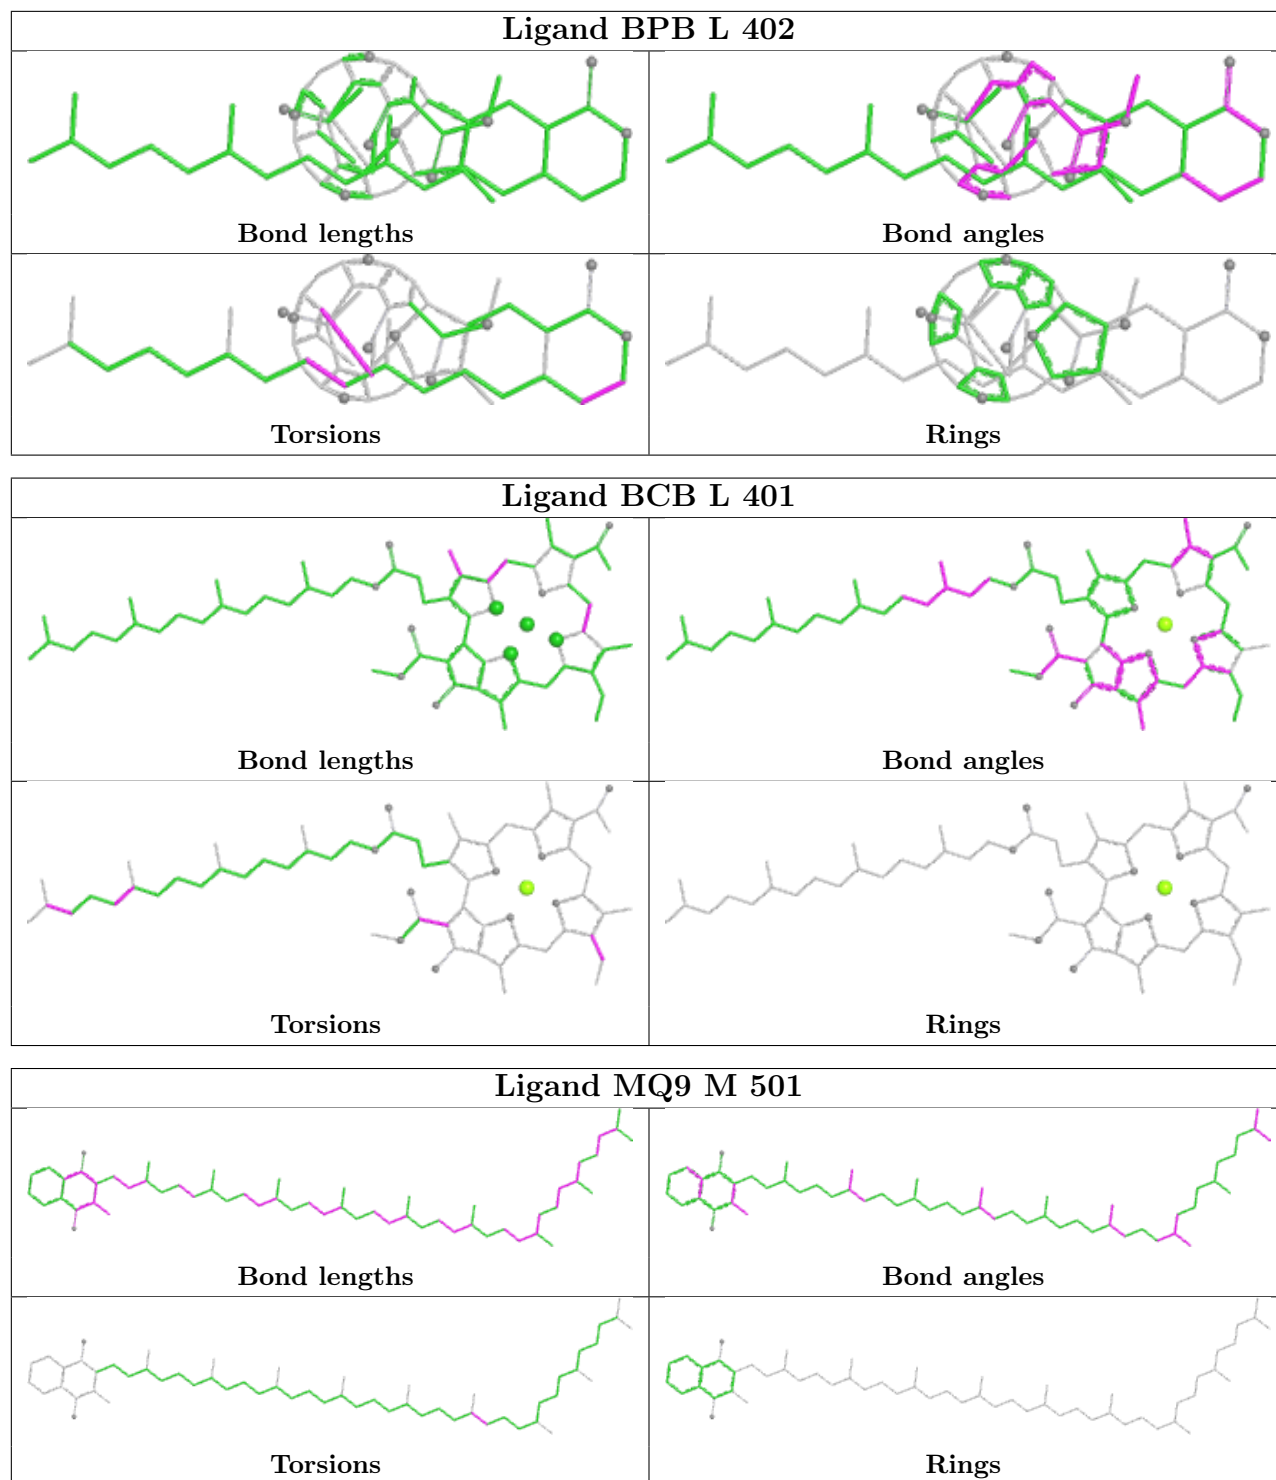 Ligand BPB L 402
Bond lengths
Bond angles
Torsions
Rings
Ligand BCB L 401
Bond lengths
Bond angles
Torsions
Rings
Ligand MQ9 M 501
Bond lengths
Bond angles
Torsions
Rings